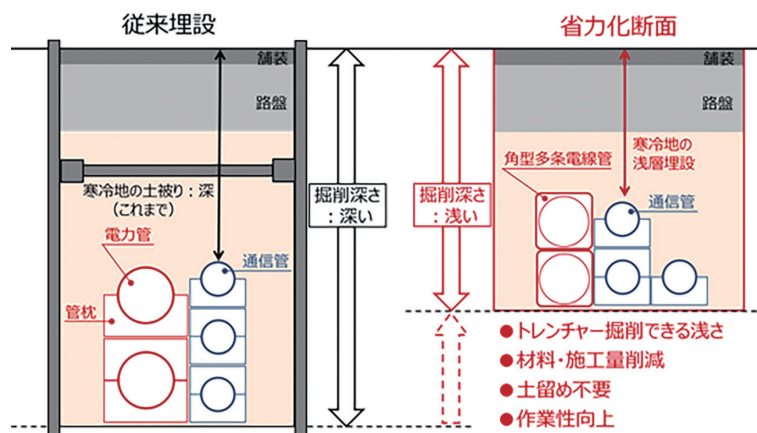 従来埋設
舗装
路盤
寒冷地の土被り：深
（これまで）
電力管
通信管
管枕
掘削深さ
：深い
省力化断面
舗装
路盤
寒冷地の
浅層埋設
角型多条電線管
通信管
掘削深さ
：浅い
●トレンチャー掘削できる浅さ
●材料・施工量削減
●土留め不要
●作業性向上